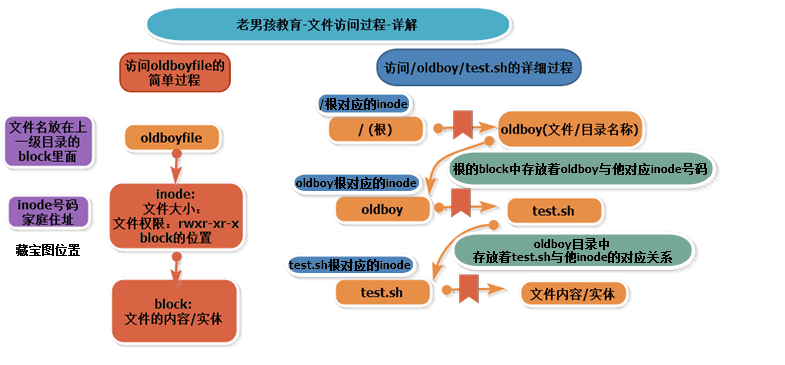 老男孩教育-文件访问过程-详解
访问oldboyfile的
简单过程
访问/oldboy/test.sh的详细过程
文件名放在上
一级目录的
block里面
oldboyfile
inode号码
家庭住址
藏宝图位置
inode:
文件大小:
文件权限: rwxr-xr-x
block的位置
block:
文件的内容/实体
/根对应的inode
/ (根)
oldboy(文件/目录名称)
根的block中存放着oldboy与他对应inode号码
oldboy根对应的inode
oldboy
test.sh
oldboy目录中
存放着test.sh与他inode的对应关系
test.sh根对应的inode
test.sh
文件内容/实体